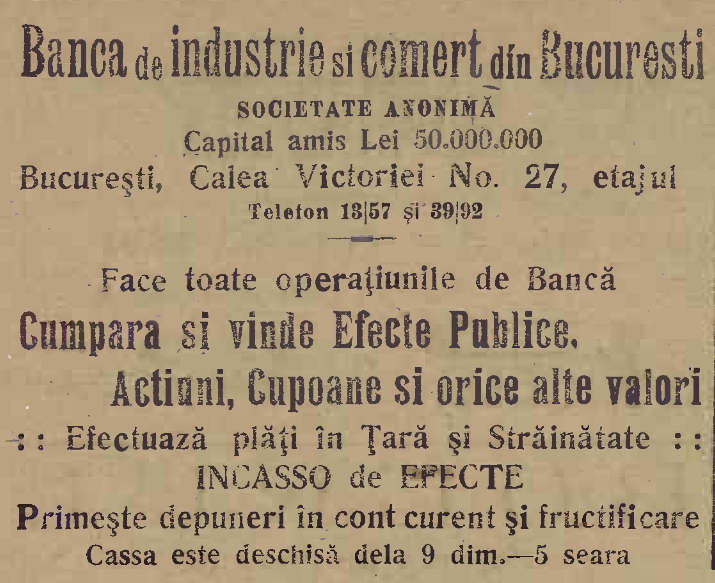 Banca de industrie si comert din Bucuresti
SOCIETATE ANONIMĂ
Capital amis Lei 50.000.000
Bucureşti, Calea Victoriei No. 27, etajul
Telefon 13|57 şi 39|92
Face toate operaţiunile de Bancă
Cumpara si vinde Efecte Publice,
Actiuni, Cupoane si orice alte valori
: : Efectuază plăţi în Ţară şi Străinătate : :
INCASSO de EFECTE
Primeşte depuneri în cont curent şi fructificare
Cassa este deschisă dela 9 dim.—5 seara